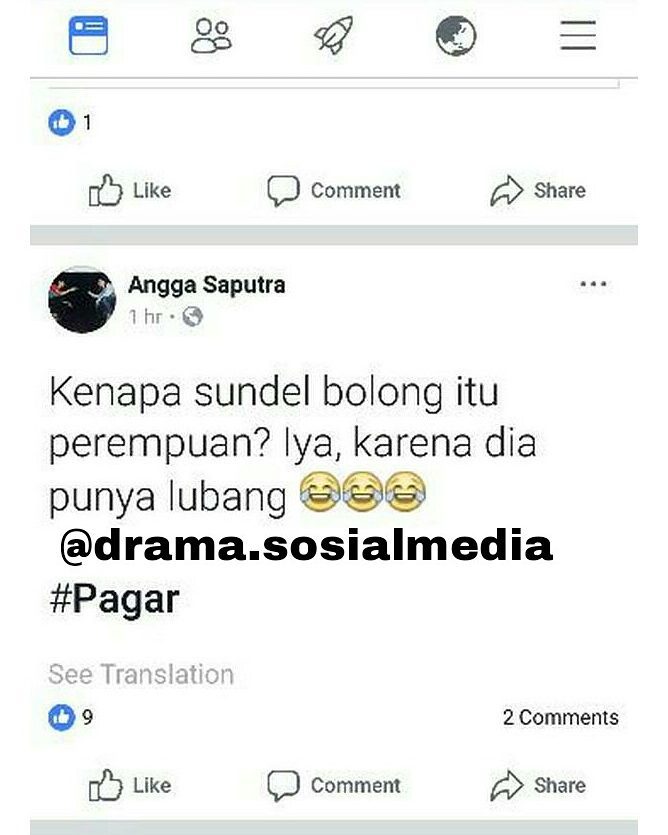 1
Like Comment Share
Angga Saputra
1 hr ·
Kenapa sundel bolong itu
perempuan? Iya, karena dia
punya lubang 😂😂😂
@drama.sosialmedia
#Pagar
See Translation
9 2 Comments
Like Comment Share